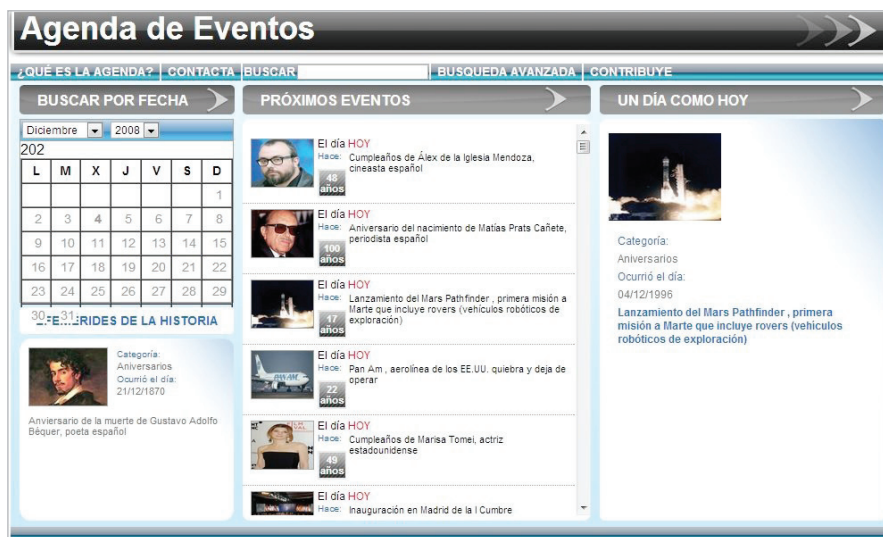 Agenda de Eventos
¿QUÉ ES LA AGENDA?
CONTACTA
BUSCAR
BUSQUEDA AVANZADA
CONTRIBUYE
BUSCAR POR FECHA
Diciembre 2008
202
L M X J V S D
1
2 3 4 5 6 7 8
9 10 11 12 13 14 15
16 17 18 19 20 21 22
23 24 25 26 27 28 29
30 31
DE LA HISTORIA
Categoría:
Aniversarios
Ocurrió el día:
21/12/1870
Anviersario de la muerte de Gustavo Adolfo
Béquer, poeta español
PRÓXIMOS EVENTOS
El día HOY
Hace: Cumpleaños de Álex de la Iglesia Mendoza,
cineasta español
48
años
El día HOY
Hace: Aniversario del nacimiento de Matías Prats Cañete,
periodista español
100
años
El día HOY
Hace: Lanzamiento del Mars Pathfinder , primera misión a
Marte que incluye rovers (vehículos robóticos de
exploración)
17
años
El día HOY
Hace: Pan Am , aerolínea de los EE.UU. quiebra y deja de
operar
PAN AM
22
años
El día HOY
Hace: Cumpleaños de Marisa Tomei, actriz
estadounidense
49
años
El día HOY
Hace: Inauguración en Madrid de la I Cumbre
UN DÍA COMO HOY
Categoría:
Aniversarios
Ocurrió el día:
04/12/1996
Lanzamiento del Mars Pathfinder , primera
misión a Marte que incluye rovers (vehículos
robóticos de exploración)